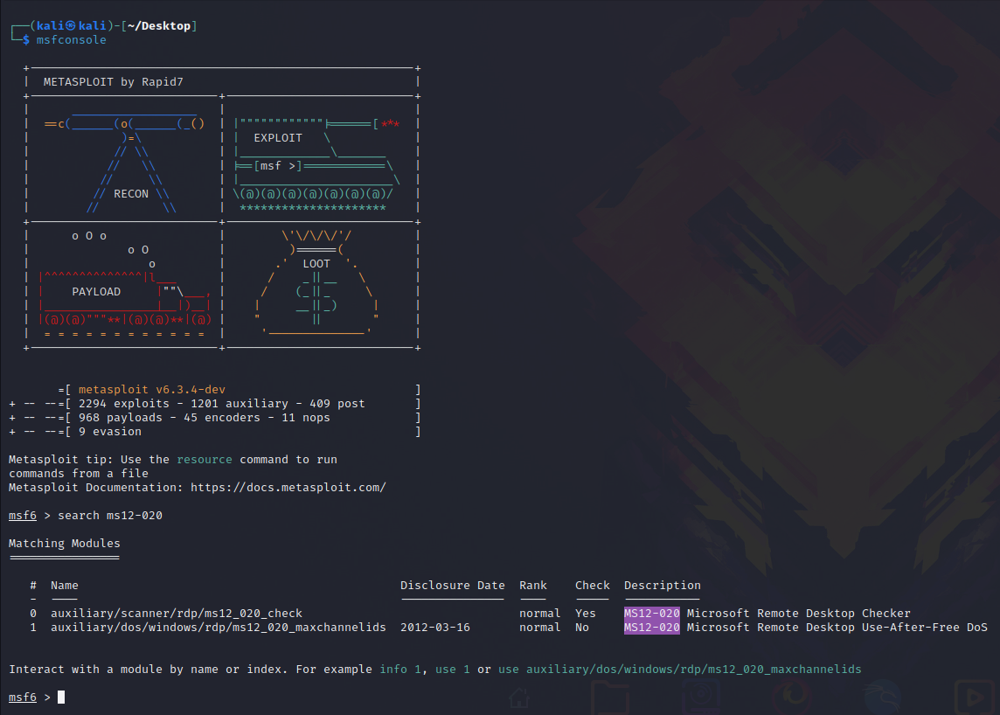 ┌──(kali㉿kali)-[~/Desktop]
└─$ msfconsole
METASPLOIT by Rapid7
==c(______(o(______(_()
|""""""""""""|======[***
)=\
EXPLOIT \
// \\
|_____________\_______
// \\
|==[msf >]============\
// \\
|______________________\
// RECON \\
\(@)(@)(@)(@)(@)(@)(@)/
// \\
*********************
o O o
\'\/\/\/'/
o O
)======(
o
.' LOOT '.
|^^^^^^^^^^^^^^|l___
/ _||__ \
| PAYLOAD |""\___,
/ (_||_ \
|________________|__|)__|
| __||_) |
|(@)(@)"""**|(@)(@)**|(@)
" || "
= = = = = = = = = = = =
'--------------'
=[ metasploit v6.3.4-dev ]
+ -- --=[ 2294 exploits - 1201 auxiliary - 409 post ]
+ -- --=[ 968 payloads - 45 encoders - 11 nops ]
+ -- --=[ 9 evasion ]
Metasploit tip: Use the resource command to run
commands from a file
Metasploit Documentation: https://docs.metasploit.com/
msf6 > search ms12-020
Matching Modules
================
# Name Disclosure Date Rank Check Description
- ---- --------------- ---- ----- -----------
0 auxiliary/scanner/rdp/ms12_020_check normal Yes MS12-020 Microsoft Remote Desktop Checker
1 auxiliary/dos/windows/rdp/ms12_020_maxchannelids 2012-03-16 normal No MS12-020 Microsoft Remote Desktop Use-After-Free DoS
Interact with a module by name or index. For example info 1, use 1 or use auxiliary/dos/windows/rdp/ms12_020_maxchannelids
msf6 >